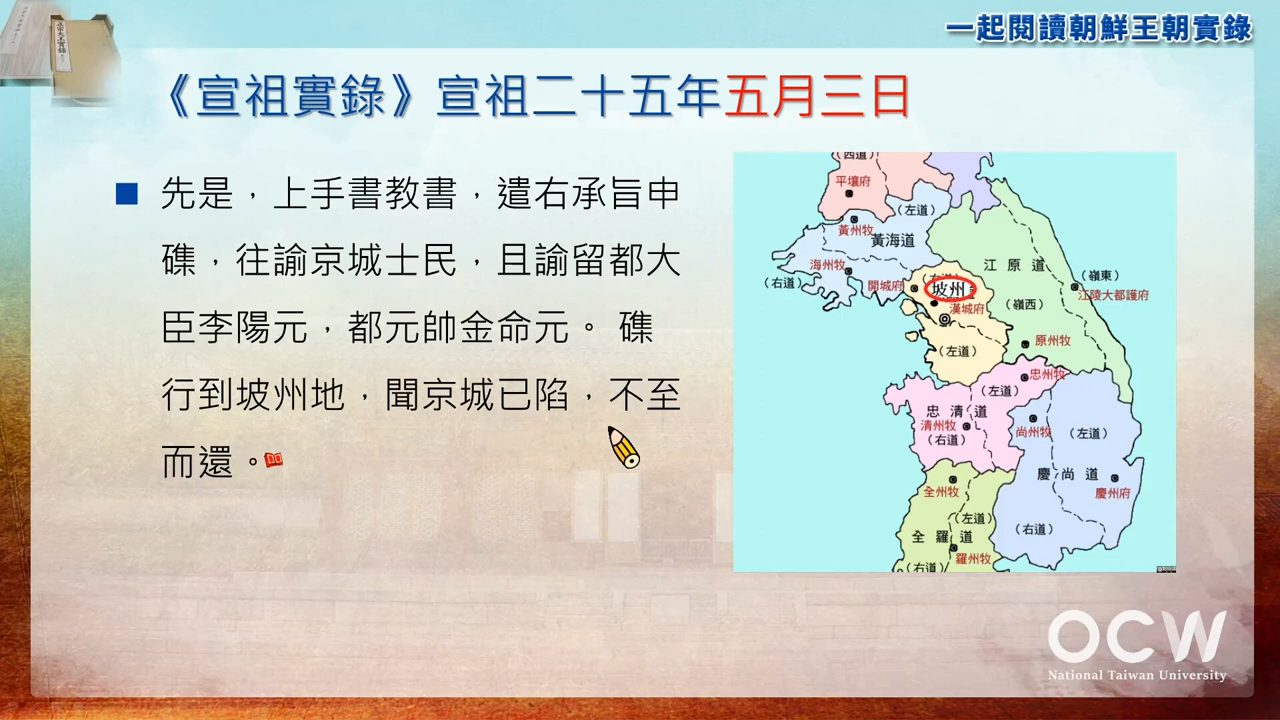 一起閱讀朝鮮王朝實錄
《宣祖實錄》宣祖二十五年五月三日
先是，上手書教書，遣右承旨申
磼，往諭京城士民，且諭留都大
臣李陽元，都元帥金命元。 磼
行到坡州地，聞京城已陷，不至
而還。
(西道)
平壤府
(左道)
黃州牧
黃海道
海州牧
(右道)
開城府
坡州
漢城府
(左道)
江原道
(嶺東)
江陵大都護府
(嶺西)
原州牧
忠州牧
(左道)
忠清道
清州牧
(右道)
尚州牧
(左道)
慶尚道
慶州府
(右道)
全州牧
(左道)
全羅道
羅州牧
(右道)
OCW
National Taiwan University